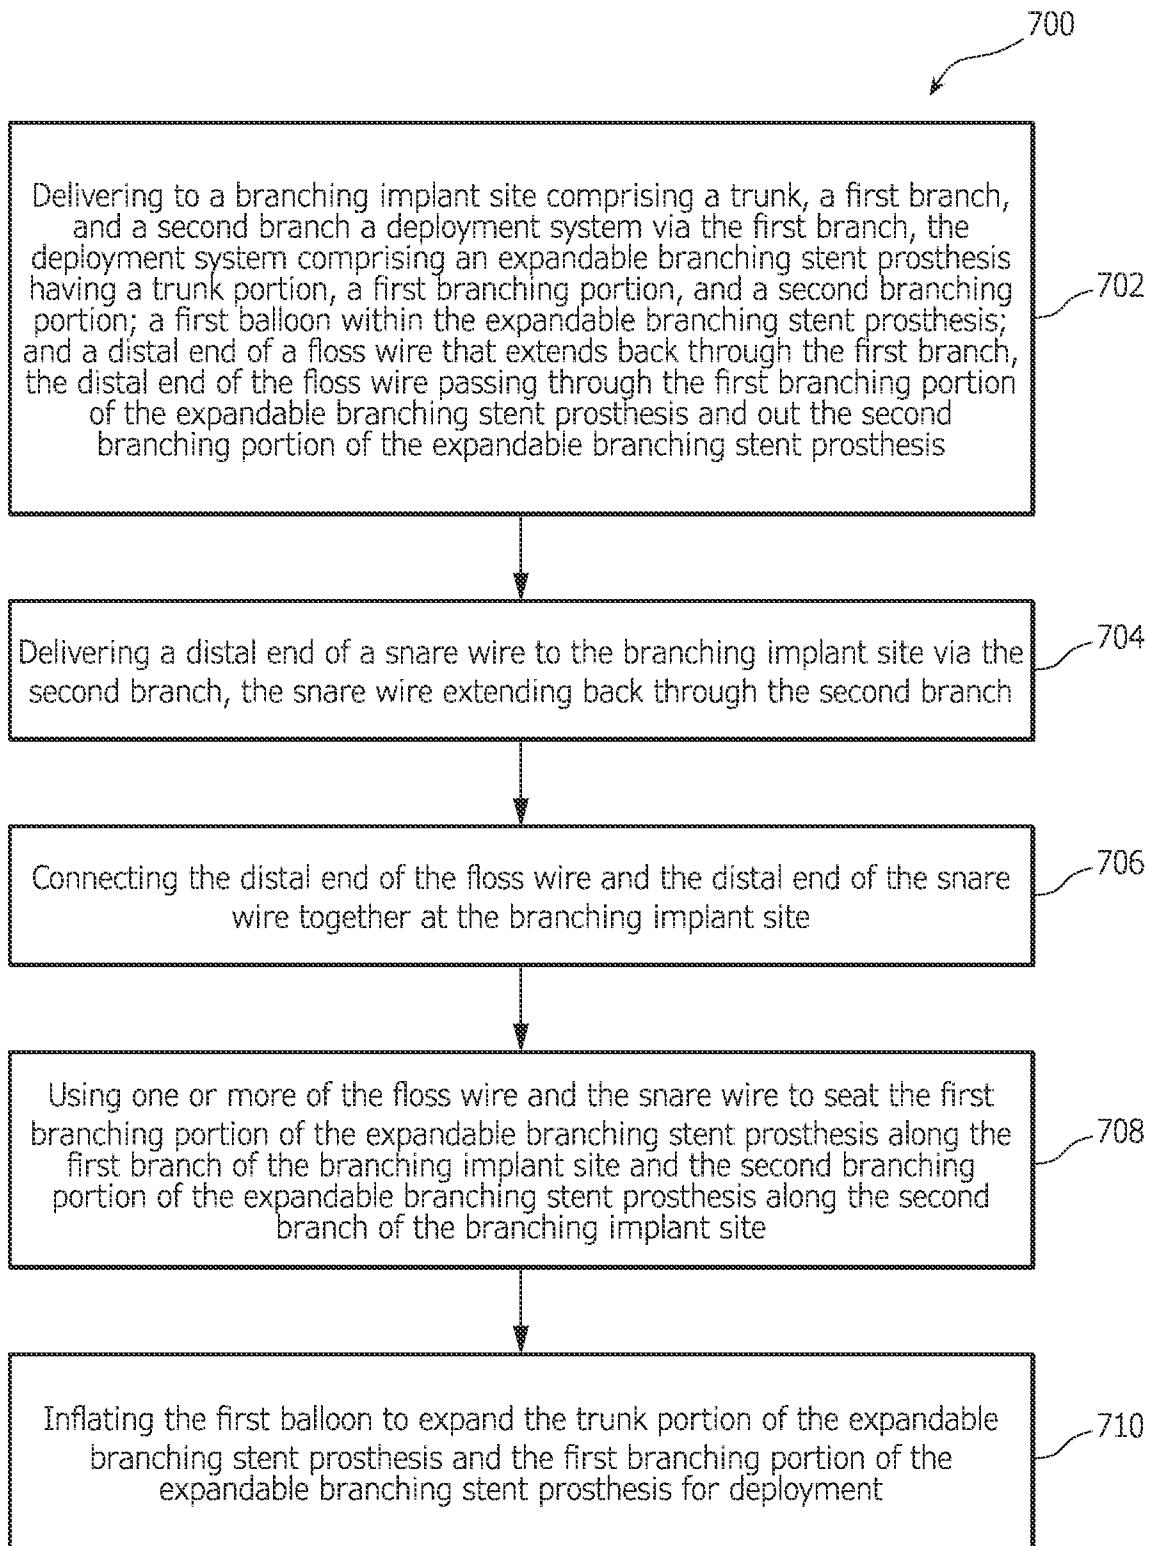 700
Delivering to a branching implant site comprising a trunk, a first branch,
and a second branch a deployment system via the first branch, the
deployment system comprising an expandable branching stent prosthesis
having a trunk portion, a first branching portion, and a second branching
portion; a first balloon within the expandable branching stent prosthesis;
and a distal end of a floss wire that extends back through the first branch,
the distal end of the floss wire passing through the first branching portion
of the expandable branching stent prosthesis and out the second
branching portion of the expandable branching stent prosthesis
702
Delivering a distal end of a snare wire to the branching implant site via the
second branch, the snare wire extending back through the second branch
704
Connecting the distal end of the floss wire and the distal end of the snare
wire together at the branching implant site
706
Using one or more of the floss wire and the snare wire to seat the first
branching portion of the expandable branching stent prosthesis along the
first branch of the branching implant site and the second branching
portion of the expandable branching stent prosthesis along the second
branch of the branching implant site
708
Inflating the first balloon to expand the trunk portion of the expandable
branching stent prosthesis and the first branching portion of the
expandable branching stent prosthesis for deployment
710